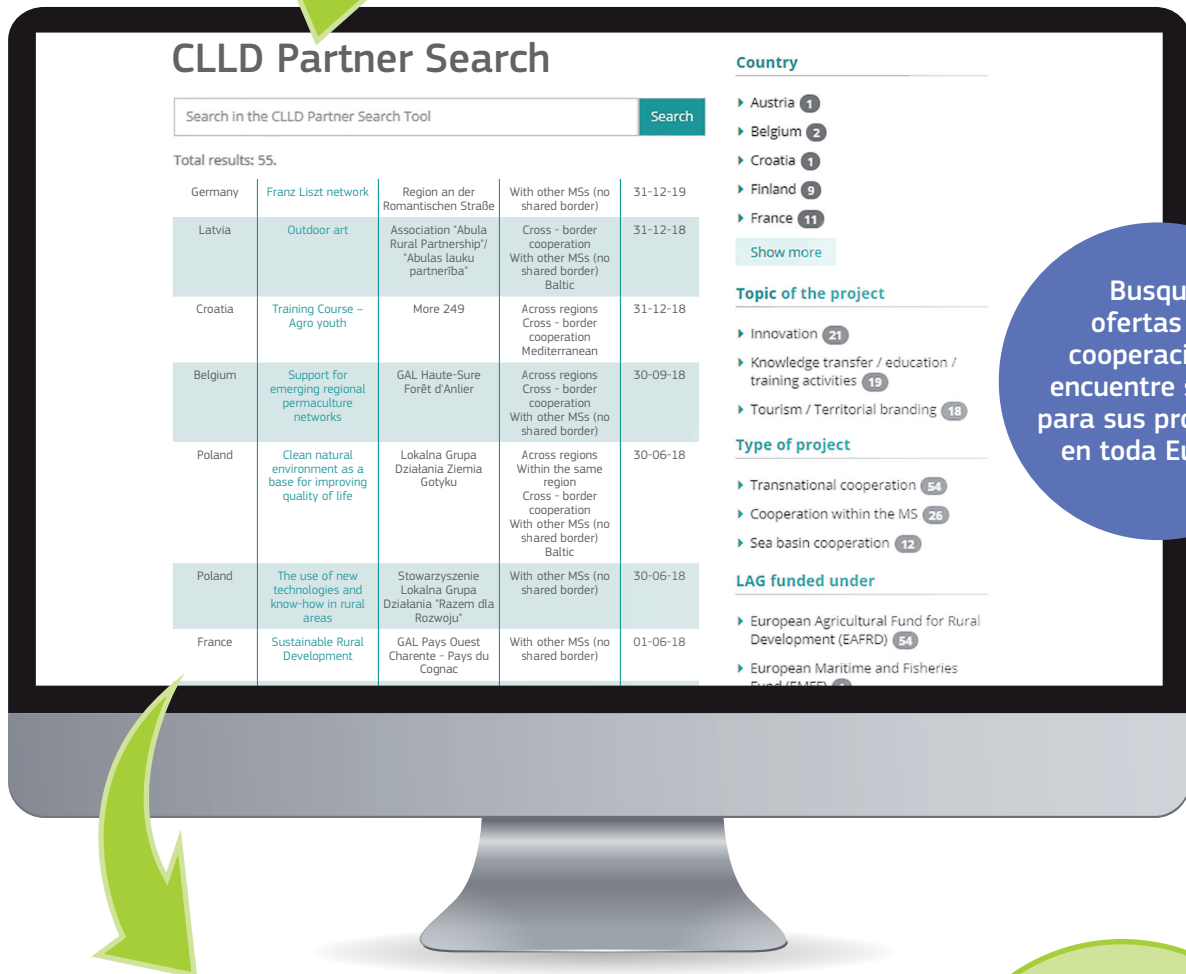 CLLD Partner Search
Search in the CLLD Partner Search Tool
Search
Total results: 55.
Germany
Franz Liszt network
Region an der
Romantischen Straße
With other MSs (no
shared border)
31-12-19
Latvia
Outdoor art
Association "Abula
Rural Partnership"/
"Abulas lauku
partnerība"
Cross - border
cooperation
With other MSs (no
shared border)
Baltic
31-12-18
Croatia
Training Course –
Agro youth
More 249
Across regions
Cross - border
cooperation
Mediterranean
31-12-18
Belgium
Support for
emerging regional
permaculture
networks
GAL Haute-Sure
Forêt d'Anlier
Across regions
Cross - border
cooperation
With other MSs (no
shared border)
30-09-18
Poland
Clean natural
environment as a
base for improving
quality of life
Lokalna Grupa
Działania Ziemia
Gotyku
Across regions
Within the same
region
Cross - border
cooperation
With other MSs (no
shared border)
Baltic
30-06-18
Poland
The use of new
technologies and
know-how in rural
areas
Stowarzyszenie
Lokalna Grupa
Działania "Razem dla
Rozwoju"
With other MSs (no
shared border)
30-06-18
France
Sustainable Rural
Development
GAL Pays Ouest
Charente - Pays du
Cognac
With other MSs (no
shared border)
01-06-18
Country
Austria 1
Belgium 2
Croatia 1
Finland 9
France 11
Show more
Topic of the project
Innovation 21
Knowledge transfer / education /
training activities 19
Tourism / Territorial branding 18
Type of project
Transnational cooperation 54
Cooperation within the MS 26
Sea basin cooperation 12
LAG funded under
European Agricultural Fund for Rural
Development (EAFRD) 54
European Maritime and Fisheries
Fund (EMFF)
Busqu
ofertas
cooperaci
encuentre s
para sus pro
en toda Eu